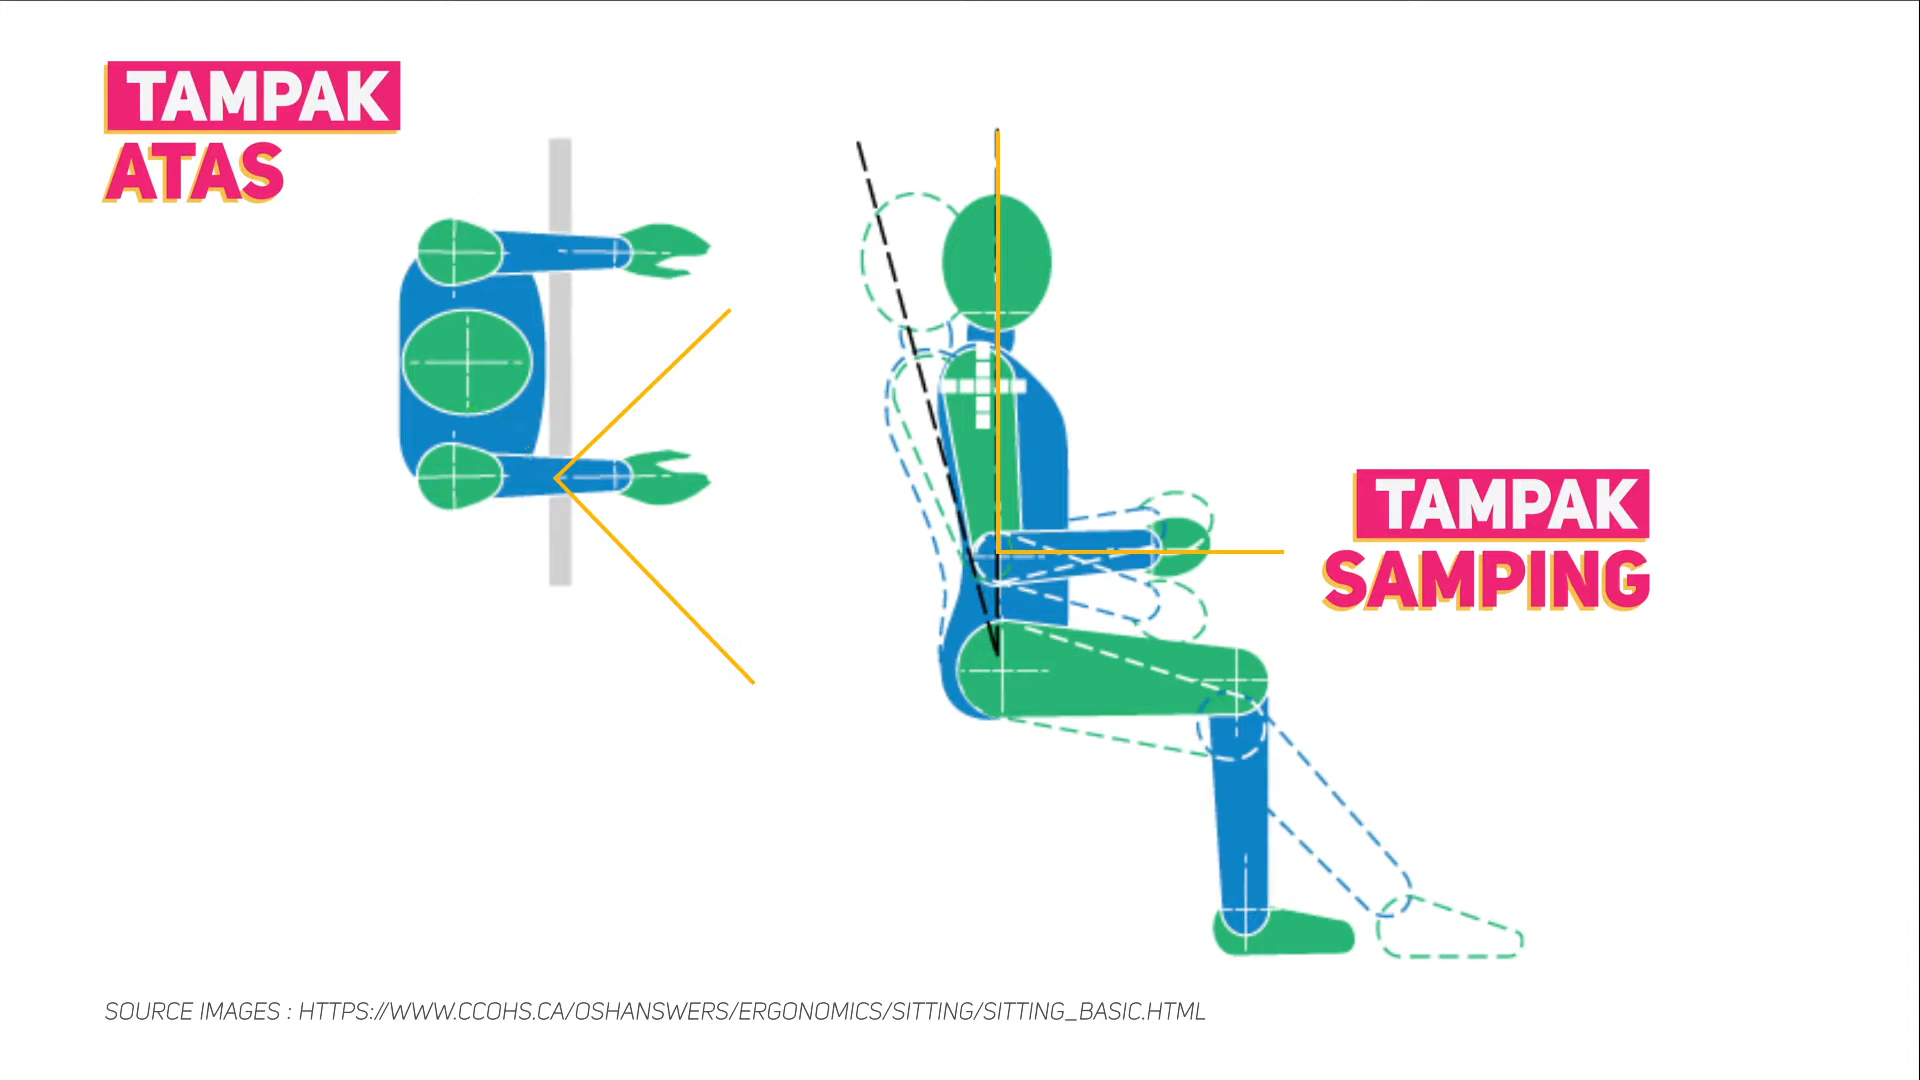 TAMPAK
ATAS
TAMPAK
SAMPING
SOURCE IMAGES : HTTPS://WWW.CCOHS.CA/OSHANSWERS/ERGONOMICS/SITTING/SITTING_BASIC.HTML